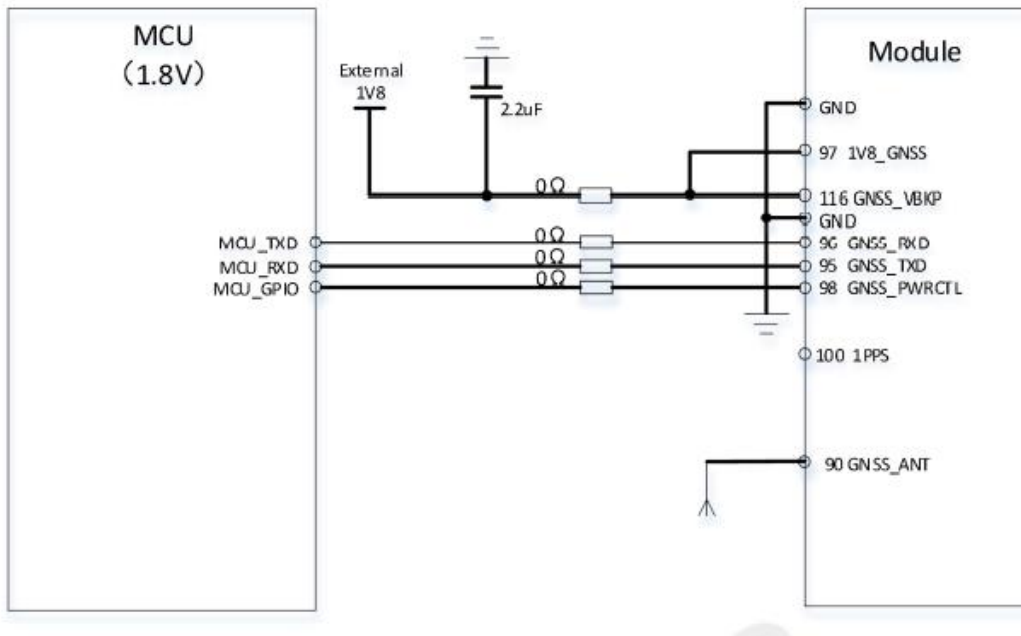 MCU
（1.8V）
Module
External
1V8
2.2uF
GND
97 1V8_GNSS
0Ω
116 GNSS_VBKP
GND
MCU_TXD
0Ω
96 GNSS_RXD
MCU_RXD
0Ω
95 GNSS_TXD
MCU_GPIO
0Ω
98 GNSS_PWRCTL
100 1PPS
90 GNSS_ANT